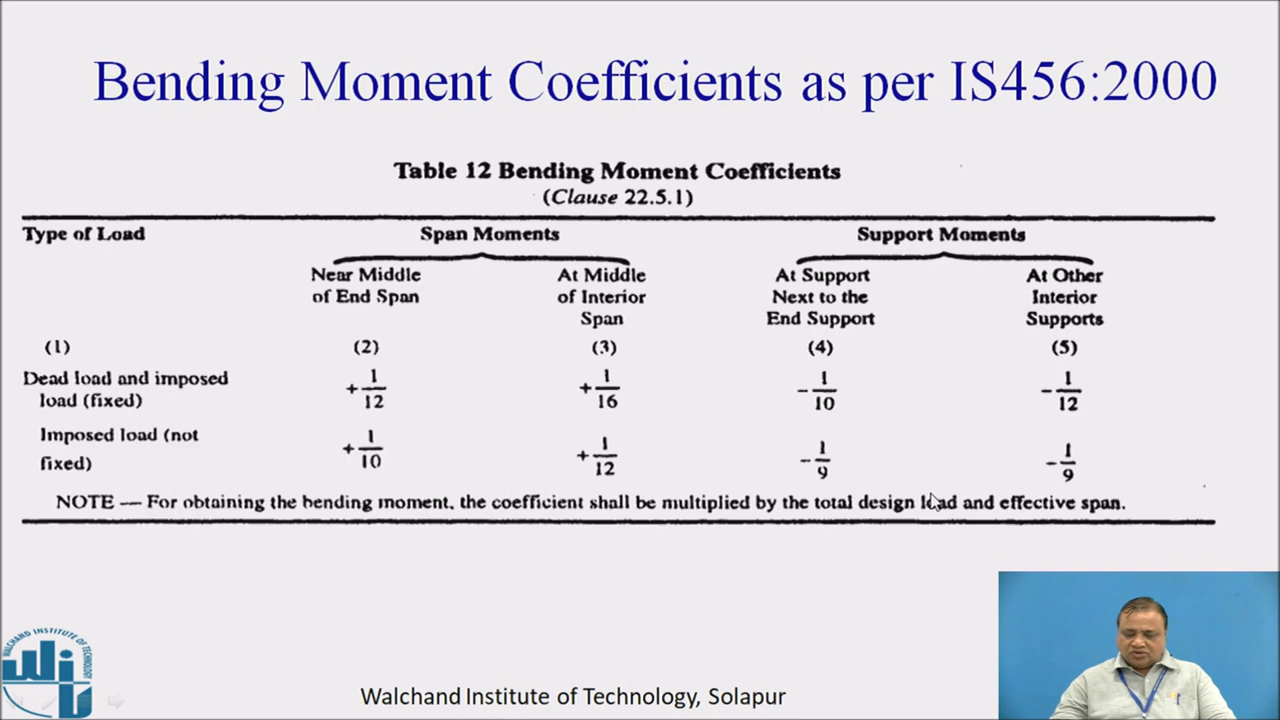 Bending Moment Coefficients as per IS456:2000
Table 12 Bending Moment Coefficients
(Clause 22.5.1)
Type of Load Span Moments Support Moments
Near Middle At Middle At Support At Other
of End Span of Interior Next to the Interior
Span End Support Supports
(1) (2) (3) (4) (5)
Dead load and imposed load (fixed) +1/12 +1/16 -1/10 -1/12
Imposed load (not fixed) +1/10 +1/12 -1/9 -1/9
NOTE — For obtaining the bending moment, the coefficient shall be multiplied by the total design load and effective span.
WALCHAND INSTITUTE OF TECHNOLOGY
WIT
Walchand Institute of Technology, Solapur